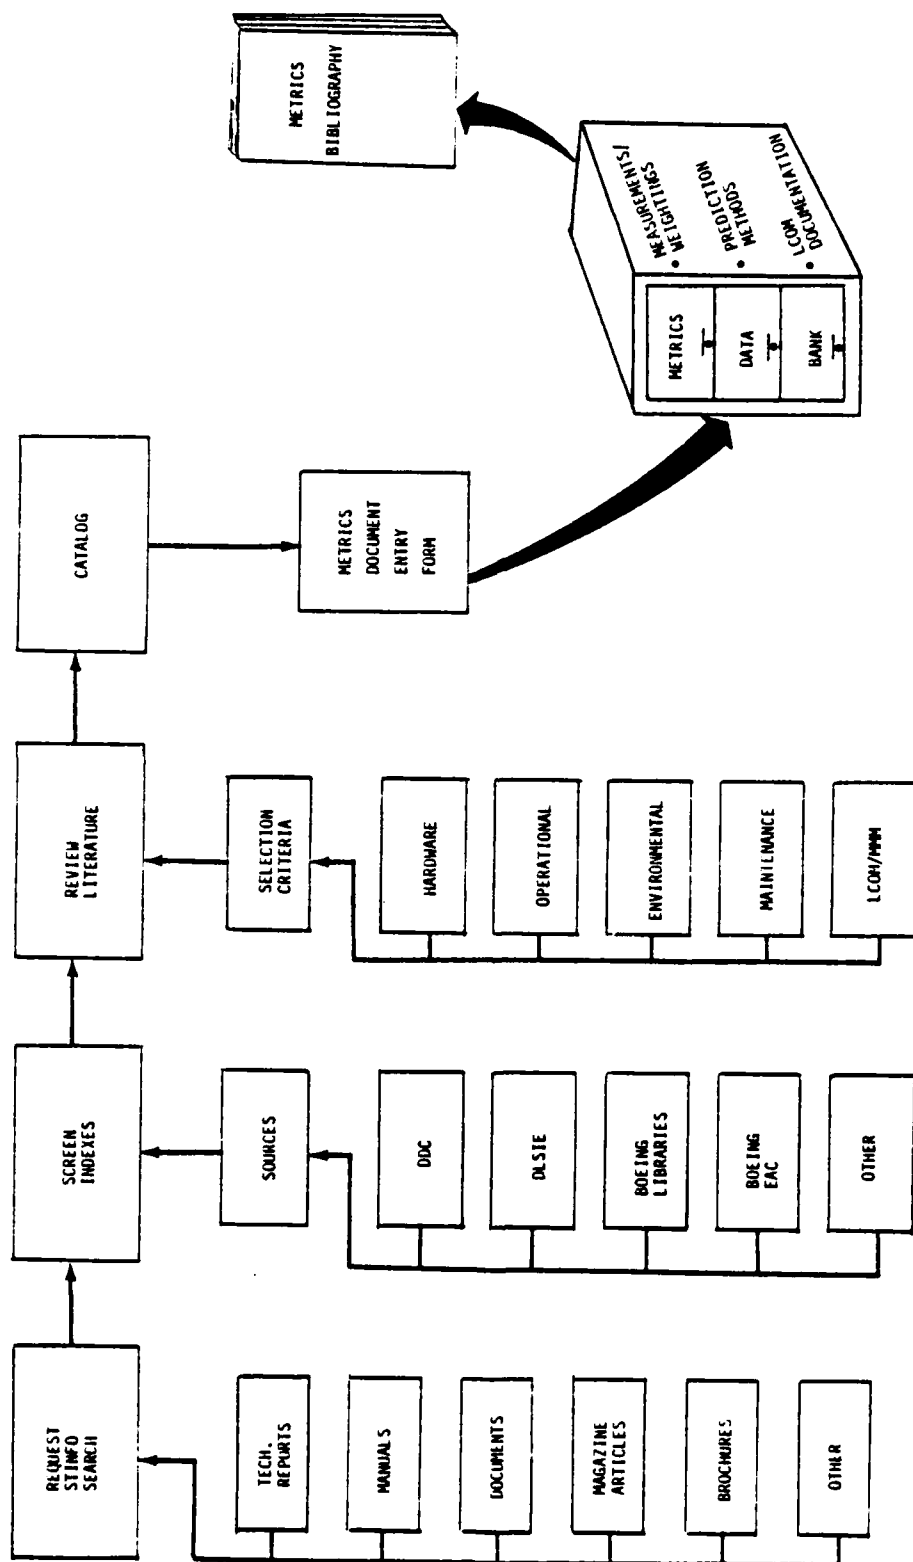 REQUEST
STINFO
SEARCH
TECH.
REPORTS
MANUALS
DOCUMENTS
MAGAZINE
ARTICLES
BROCHURES
OTHER
SCREEN
INDEXES
SOURCES
DDC
DLSIE
BOEING
LIBRARIES
BOEING
EAC
OTHER
REVIEW
LITERATURE
SELECTION
CRITERIA
HARDWARE
OPERATIONAL
ENVIRONMENTAL
MAINTENANCE
LCOM/MMM
CATALOG
METRICS
DOCUMENT
ENTRY
FORM
METRICS
DATA
BANK
• MEASUREMENTS/
WEIGHTINGS
• PREDICTION
METHODS
• LCOM
DOCUMENTATION
METRICS
BIBLIOGRAPHY